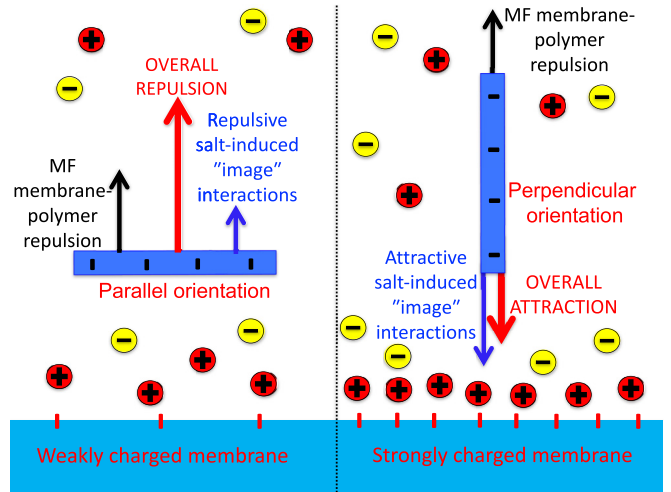 OVERALL
REPULSION
Repulsive
salt-induced
”image”
interactions
MF
membrane-
polymer
repulsion
Parallel orientation
Weakly charged membrane
MF membrane-
polymer
repulsion
Perpendicular
orientation
Attractive
salt-induced
”image”
interactions
OVERALL
ATTRACTION
Strongly charged membrane